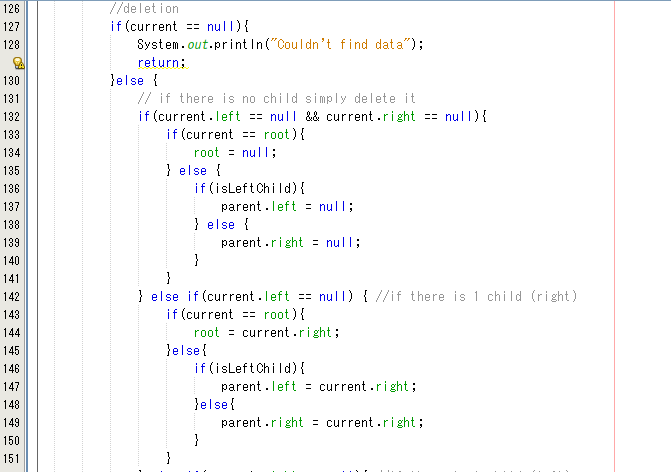 126 //deletion
127 if(current == null){
128 System.out.println("Couldn't find data");
return;
130 }else {
131 // if there is no child simply delete it
132 if(current.left == null && current.right == null){
133 if(current == root){
134 root = null;
135 } else {
136 if(isLeftChild){
137 parent.left = null;
138 } else {
139 parent.right = null;
140 }
141 }
142 } else if(current.left == null) { //if there is 1 child (right)
143 if(current == root){
144 root = current.right;
145 }else{
146 if(isLeftChild){
147 parent.left = current.right;
148 }else{
149 parent.right = current.right;
150 }
151 }